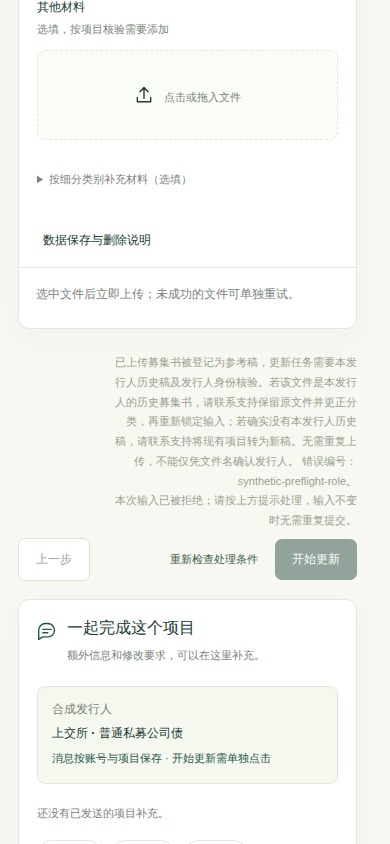 其他材料
选填，按项目核验需要添加
点击或拖入文件
▶ 按细分类别补充材料（选填）
数据保存与删除说明
选中文件后立即上传；未成功的文件可单独重试。
已上传募集书被登记为参考稿，更新任务需要本发
行人历史稿及发行人身份核验。若该文件是本发行
人的历史募集书，请联系支持保留原文件并更正分
类，再重新锁定输入；若确实没有本发行人历史
稿，请联系支持将现有项目转为新稿。无需重复上
传，不能仅凭文件名确认发行人。 错误编号：
synthetic-preflight-role。
本次输入已被拒绝；请按上方提示处理，输入不变
时无需重复提交。
上一步
重新检查处理条件
开始更新
一起完成这个项目
额外信息和修改要求，可以在这里补充。
合成发行人
上交所 · 普通私募公司债
消息按账号与项目保存 · 开始更新需单独点击
还没有已发送的项目补充。